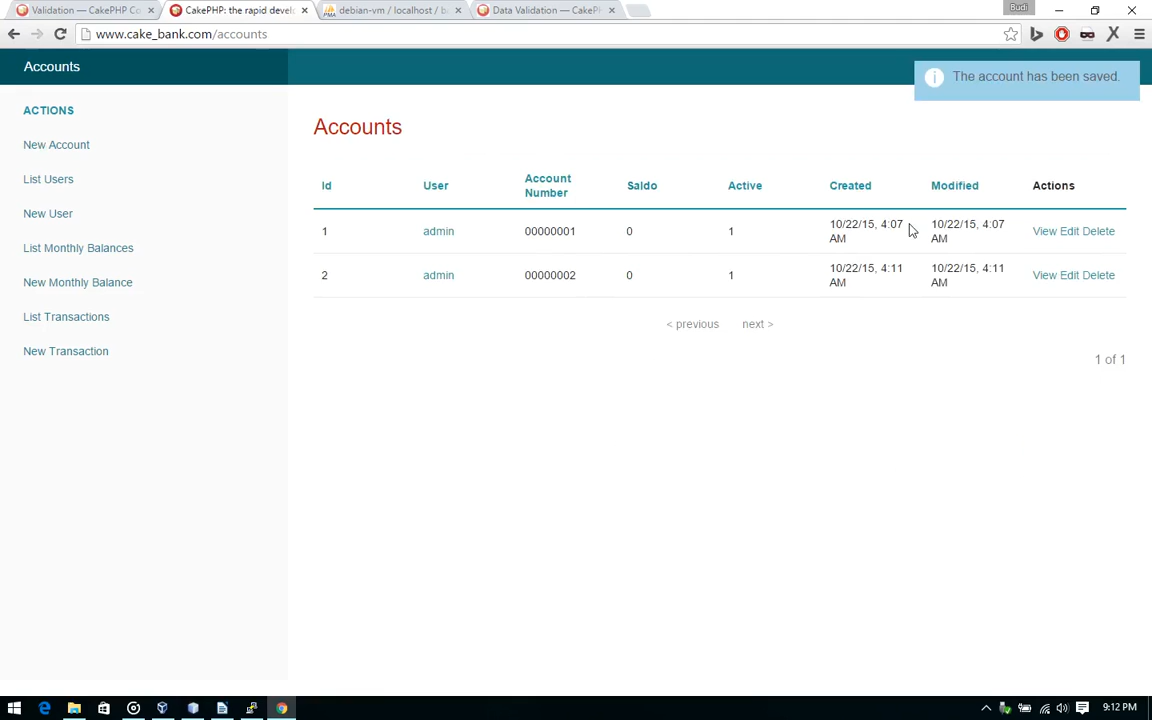 Validation — CakePHP Co
CakePHP: the rapid devel
debian-vm / localhost / b
Data Validation — CakePH
Budi
www.cake_bank.com/accounts
Accounts
The account has been saved.
ACTIONS
New Account
List Users
New User
List Monthly Balances
New Monthly Balance
List Transactions
New Transaction
Accounts
Id User Account Number Saldo Active Created Modified Actions
1 admin 00000001 0 1 10/22/15, 4:07 AM 10/22/15, 4:07 AM View Edit Delete
2 admin 00000002 0 1 10/22/15, 4:11 AM 10/22/15, 4:11 AM View Edit Delete
< previous next >
1 of 1
9:12 PM